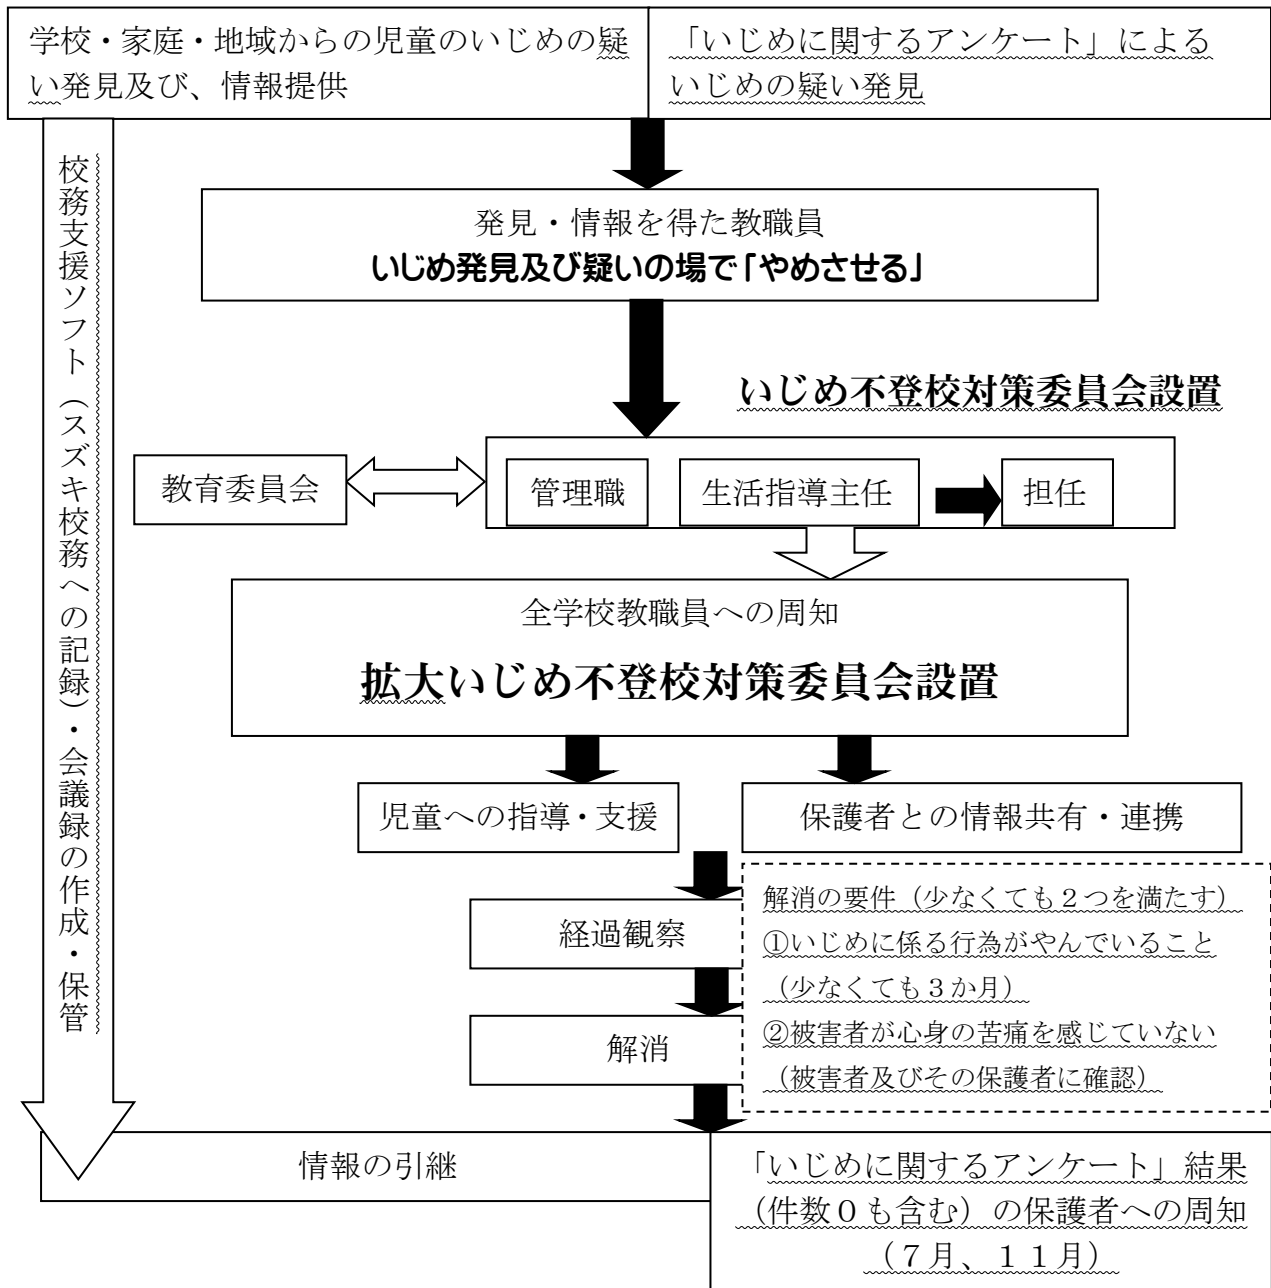 学校・家庭・地域からの児童のいじめの疑
い発見及び、情報提供
「いじめに関するアンケート」による
いじめの疑い発見
校務支援ソフト（スズキ校務への記録）・会議録の作成・保管
発見・情報を得た教職員
いじめ発見及び疑いの場で「やめさせる」
いじめ不登校対策委員会設置
教育委員会
管理職
生活指導主任
担任
全学校教職員への周知
拡大いじめ不登校対策委員会設置
児童への指導・支援
保護者との情報共有・連携
経過観察
解消
解消の要件（少なくても２つを満たす）
①いじめに係る行為がやんでいること
（少なくても３か月）
②被害者が心身の苦痛を感じていない
（被害者及びその保護者に確認）
情報の引継
「いじめに関するアンケート」結果
（件数０も含む）の保護者への周知
（７月、１１月）